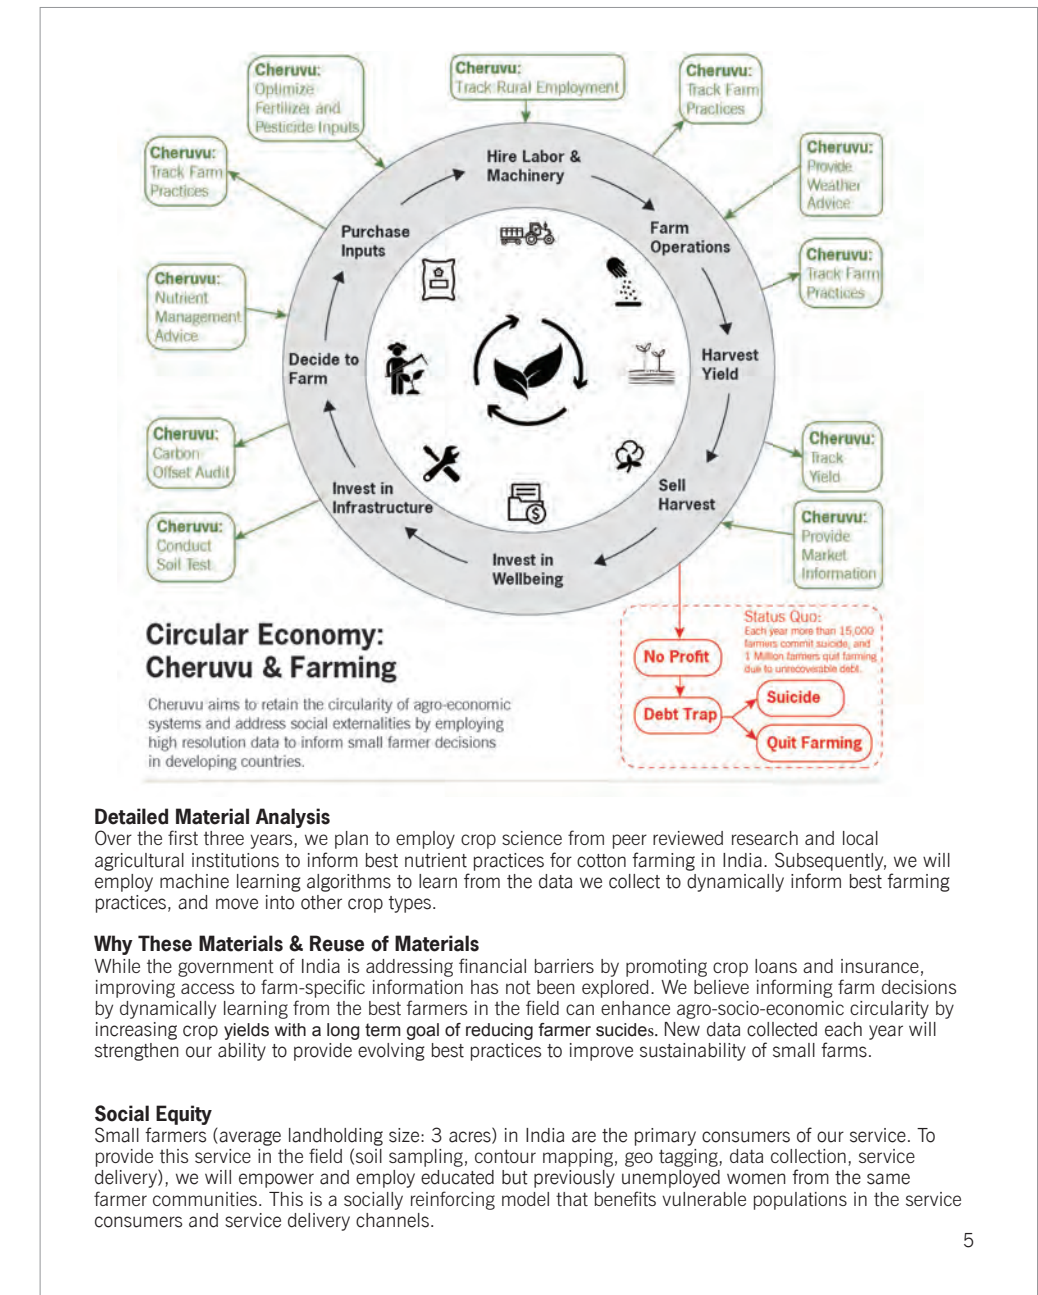 Cheruvu:
Optimize
Fertilizer and
Pesticide Inputs
Cheruvu:
Track Rural Employment
Cheruvu:
Track Farm
Practices
Cheruvu:
Track Farm
Practices
Cheruvu:
Provide
Weather
Advice
Hire Labor &
Machinery
Purchase
Inputs
Farm
Operations
Cheruvu:
Nutrient
Management
Advice
Cheruvu:
Track Farm
Practices
Decide to
Farm
Harvest
Yield
Cheruvu:
Carbon
Offset Audit
Cheruvu:
Track
Yield
Invest in
Infrastructure
Sell
Harvest
Cheruvu:
Conduct
Soil Test
Cheruvu:
Provide
Market
Information
Invest in
Wellbeing
$
Status Quo:
Each year more than 15,000
farmers commit suicide, and
1 Million farmers quit farming
due to unrecoverable debt.
No Profit
Debt Trap
Suicide
Quit Farming
Circular Economy:
Cheruvu & Farming
Cheruvu aims to retain the circularity of agro-economic
systems and address social externalities by employing
high resolution data to inform small farmer decisions
in developing countries.
Detailed Material Analysis
Over the first three years, we plan to employ crop science from peer reviewed research and local
agricultural institutions to inform best nutrient practices for cotton farming in India. Subsequently, we will
employ machine learning algorithms to learn from the data we collect to dynamically inform best farming
practices, and move into other crop types.
Why These Materials & Reuse of Materials
While the government of India is addressing financial barriers by promoting crop loans and insurance,
improving access to farm-specific information has not been explored. We believe informing farm decisions
by dynamically learning from the best farmers in the field can enhance agro-socio-economic circularity by
increasing crop yields with a long term goal of reducing farmer sucides. New data collected each year will
strengthen our ability to provide evolving best practices to improve sustainability of small farms.
Social Equity
Small farmers (average landholding size: 3 acres) in India are the primary consumers of our service. To
provide this service in the field (soil sampling, contour mapping, geo tagging, data collection, service
delivery), we will empower and employ educated but previously unemployed women from the same
farmer communities. This is a socially reinforcing model that benefits vulnerable populations in the service
consumers and service delivery channels.
5